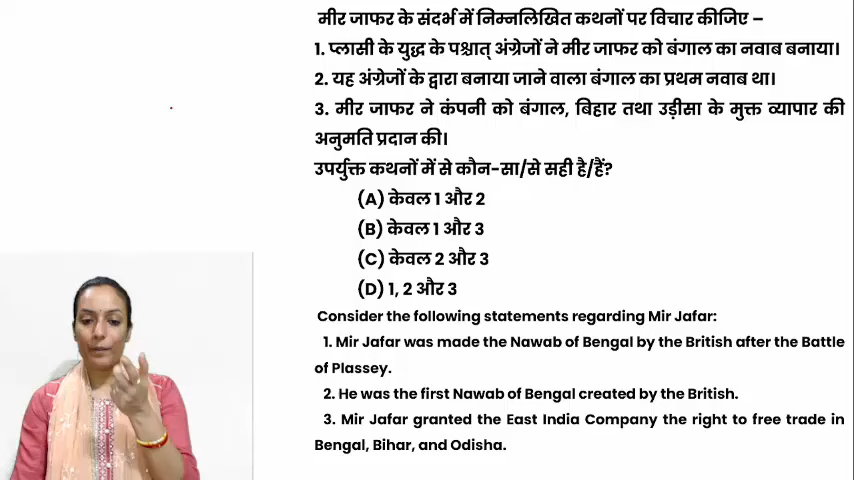 मीर जाफर के संदर्भ में निम्नलिखित कथनों पर विचार कीजिए –
1. प्लासी के युद्ध के पश्चात् अंग्रेजों ने मीर जाफर को बंगाल का नवाब बनाया।
2. यह अंग्रेजों के द्वारा बनाया जाने वाला बंगाल का प्रथम नवाब था।
3. मीर जाफर ने कंपनी को बंगाल, बिहार तथा उड़ीसा के मुक्त व्यापार की
अनुमति प्रदान की।
उपर्युक्त कथनों में से कौन-सा/से सही है/हैं?
(A) केवल 1 और 2
(B) केवल 1 और 3
(C) केवल 2 और 3
(D) 1, 2 और 3
Consider the following statements regarding Mir Jafar:
1. Mir Jafar was made the Nawab of Bengal by the British after the Battle
of Plassey.
2. He was the first Nawab of Bengal created by the British.
3. Mir Jafar granted the East India Company the right to free trade in
Bengal, Bihar, and Odisha.